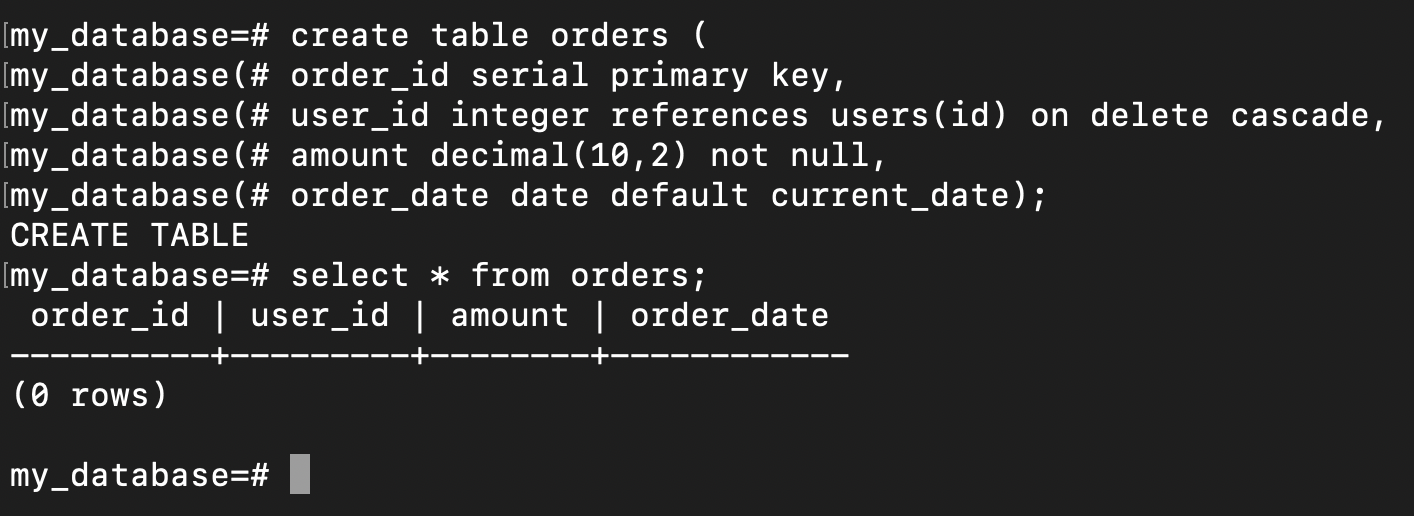 [my_database=# create table orders (
[my_database(# order_id serial primary key,
[my_database(# user_id integer references users(id) on delete cascade,
[my_database(# amount decimal(10,2) not null,
[my_database(# order_date date default current_date);
CREATE TABLE
[my_database=# select * from orders;
 order_id | user_id | amount | order_date
----------+---------+--------+------------
(0 rows)
my_database=#